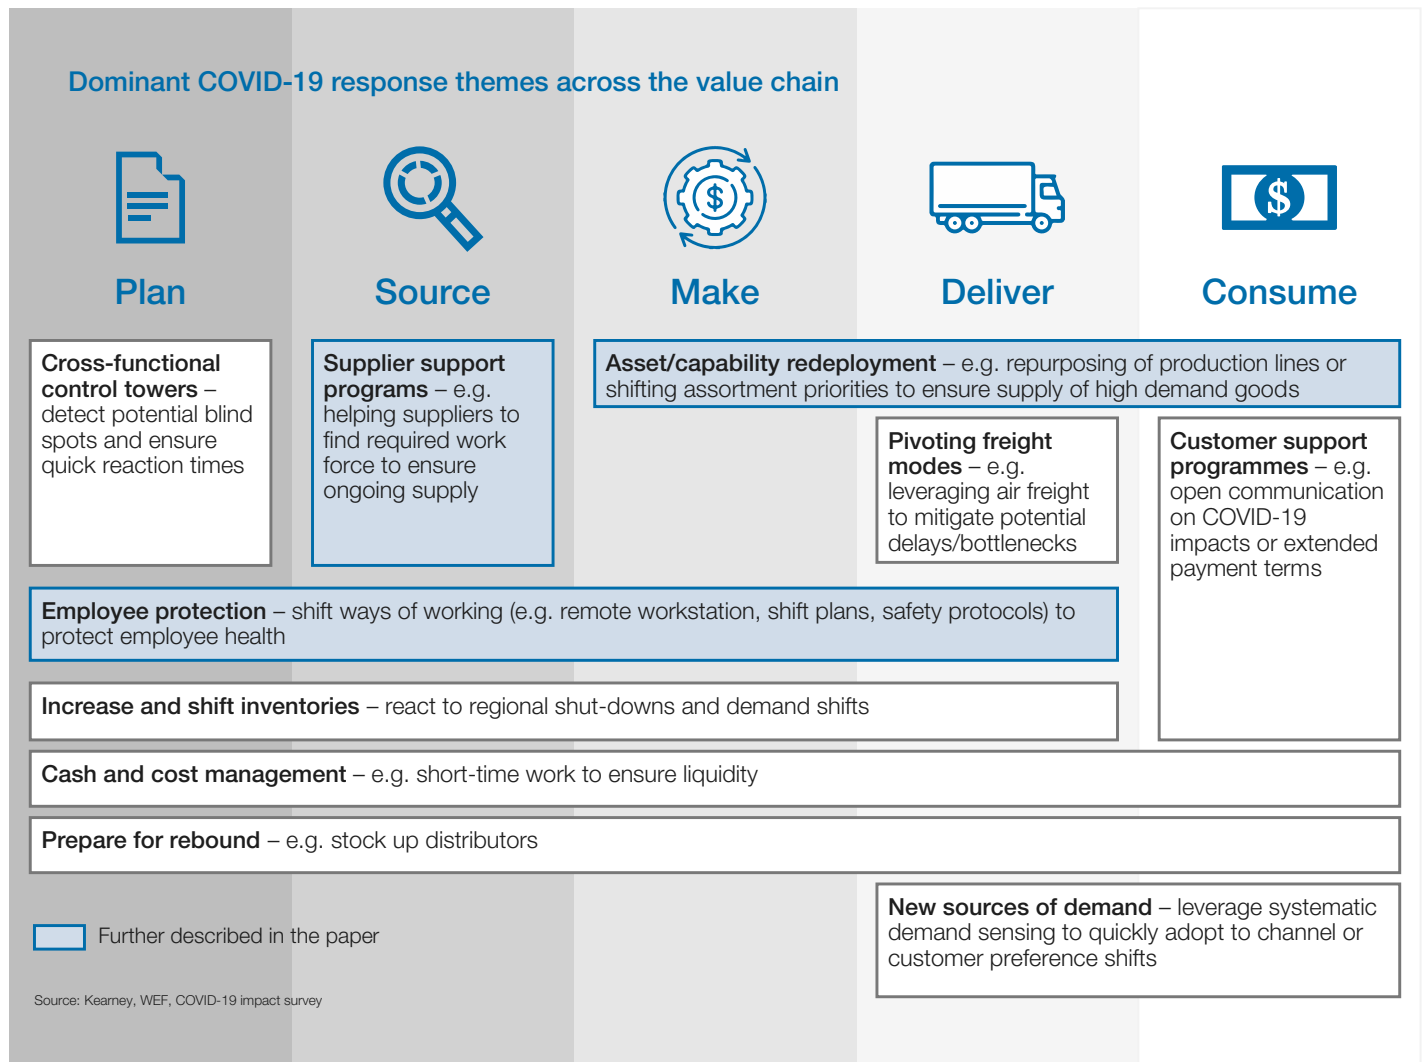 Dominant COVID-19 response themes across the value chain
$
$
Plan
Source
Make
Deliver
Consume
Cross-functional
control towers –
detect potential blind
spots and ensure
quick reaction times
Supplier support
programs – e.g.
helping suppliers to
find required work
force to ensure
ongoing supply
Asset/capability redeployment – e.g. repurposing of production lines or
shifting assortment priorities to ensure supply of high demand goods
Pivoting freight
modes – e.g.
leveraging air freight
to mitigate potential
delays/bottlenecks
Customer support
programmes – e.g.
open communication
on COVID-19
impacts or extended
payment terms
Employee protection – shift ways of working (e.g. remote workstation, shift plans, safety protocols) to
protect employee health
Increase and shift inventories – react to regional shut-downs and demand shifts
Cash and cost management – e.g. short-time work to ensure liquidity
Prepare for rebound – e.g. stock up distributors
New sources of demand – leverage systematic
demand sensing to quickly adopt to channel or
customer preference shifts
Further described in the paper
Source: Kearney, WEF, COVID-19 impact survey